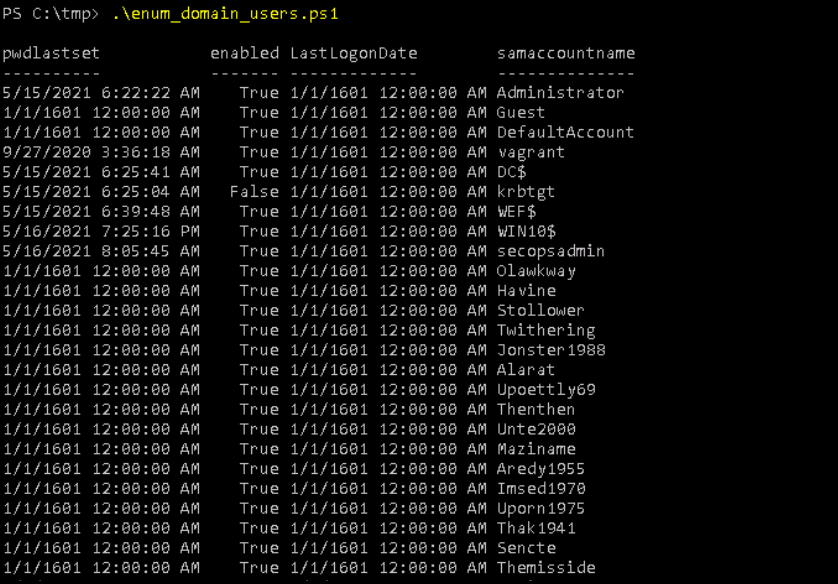 PS C:\tmp> .\enum_domain_users.ps1
pwdlastset enabled LastLogonDate samaccountname
---------- ------- ------------- --------------
5/15/2021 6:22:22 AM True 1/1/1601 12:00:00 AM Administrator
1/1/1601 12:00:00 AM True 1/1/1601 12:00:00 AM Guest
1/1/1601 12:00:00 AM True 1/1/1601 12:00:00 AM DefaultAccount
9/27/2020 3:36:18 AM True 1/1/1601 12:00:00 AM vagrant
5/15/2021 6:25:41 AM True 1/1/1601 12:00:00 AM DC$
5/15/2021 6:25:04 AM False 1/1/1601 12:00:00 AM krbtgt
5/15/2021 6:39:48 AM True 1/1/1601 12:00:00 AM WEF$
5/16/2021 7:25:16 PM True 1/1/1601 12:00:00 AM WIN10$
5/16/2021 8:05:45 AM True 1/1/1601 12:00:00 AM secopsadmin
1/1/1601 12:00:00 AM True 1/1/1601 12:00:00 AM Olawkway
1/1/1601 12:00:00 AM True 1/1/1601 12:00:00 AM Havine
1/1/1601 12:00:00 AM True 1/1/1601 12:00:00 AM Stollower
1/1/1601 12:00:00 AM True 1/1/1601 12:00:00 AM Twithering
1/1/1601 12:00:00 AM True 1/1/1601 12:00:00 AM Jonster1988
1/1/1601 12:00:00 AM True 1/1/1601 12:00:00 AM Alarat
1/1/1601 12:00:00 AM True 1/1/1601 12:00:00 AM Upoettly69
1/1/1601 12:00:00 AM True 1/1/1601 12:00:00 AM Thenthen
1/1/1601 12:00:00 AM True 1/1/1601 12:00:00 AM Unte2000
1/1/1601 12:00:00 AM True 1/1/1601 12:00:00 AM Maziname
1/1/1601 12:00:00 AM True 1/1/1601 12:00:00 AM Aredy1955
1/1/1601 12:00:00 AM True 1/1/1601 12:00:00 AM Imsed1970
1/1/1601 12:00:00 AM True 1/1/1601 12:00:00 AM Uporn1975
1/1/1601 12:00:00 AM True 1/1/1601 12:00:00 AM Thak1941
1/1/1601 12:00:00 AM True 1/1/1601 12:00:00 AM Sencte
1/1/1601 12:00:00 AM True 1/1/1601 12:00:00 AM Themisside